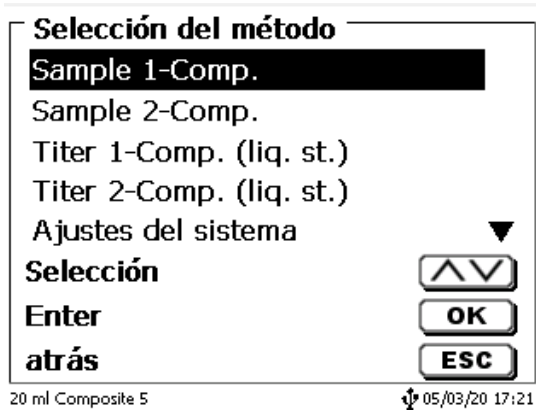 Selección del método
Sample 1-Comp.
Sample 2-Comp.
Titer 1-Comp. (liq. st.)
Titer 2-Comp. (liq. st.)
Ajustes del sistema
Selección
Enter OK
atrás ESC
20 ml Composite 5 05/03/20 17:21